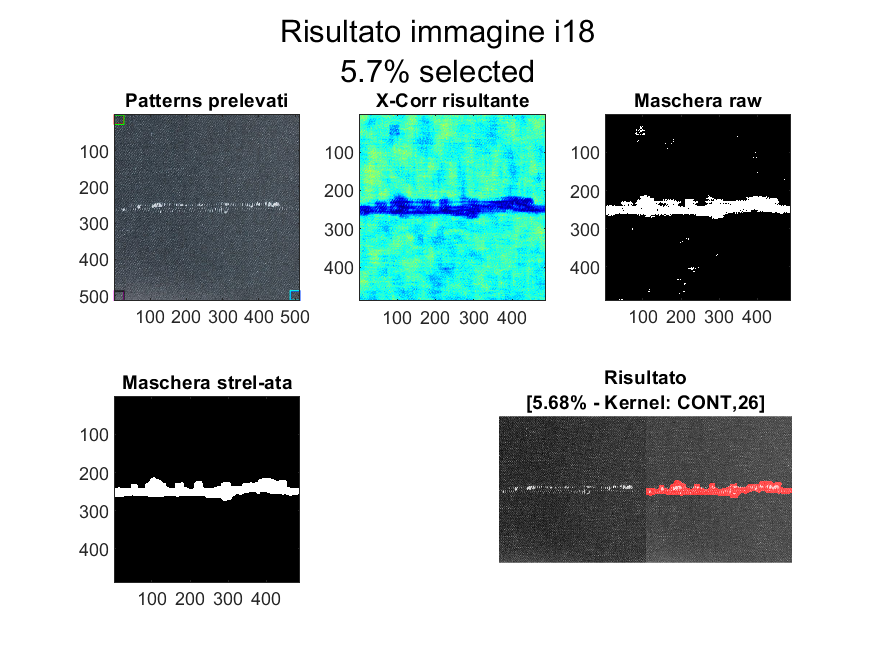 Risultato immagine i18
5.7% selected
Patterns prelevati
100
200
300
400
500
100 200 300 400 500
X-Corr risultante
100
200
300
400
100 200 300 400
Maschera raw
100
200
300
400
100 200 300 400
Maschera strel-ata
100
200
300
400
100 200 300 400
Risultato
[5.68% - Kernel: CONT,26]